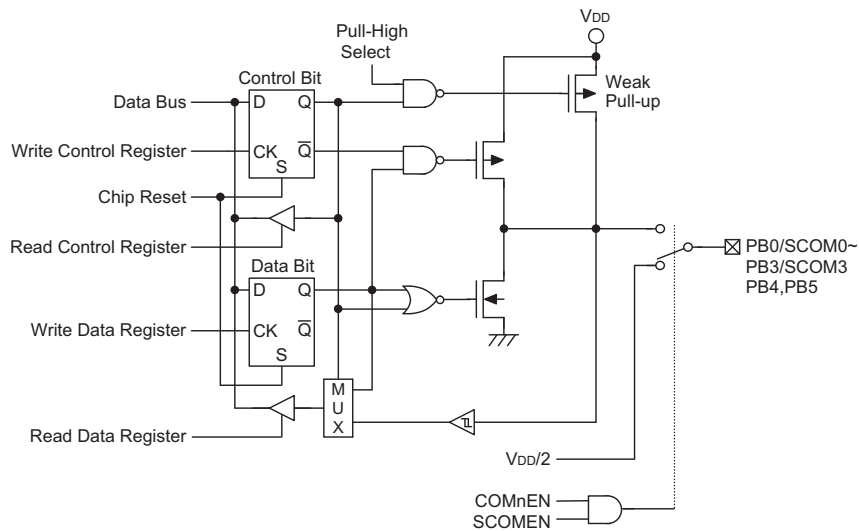 VDD
Pull-High
Select
Control Bit
Weak
Pull-up
Data Bus
D
Q
Write Control Register
CK
Q
S
Chip Reset
Read Control Register
Data Bit
D
Q
Write Data Register
CK
Q
S
M
U
X
Read Data Register
PB0/SCOM0~
PB3/SCOM3
PB4,PB5
VDD/2
COMnEN
SCOMEN